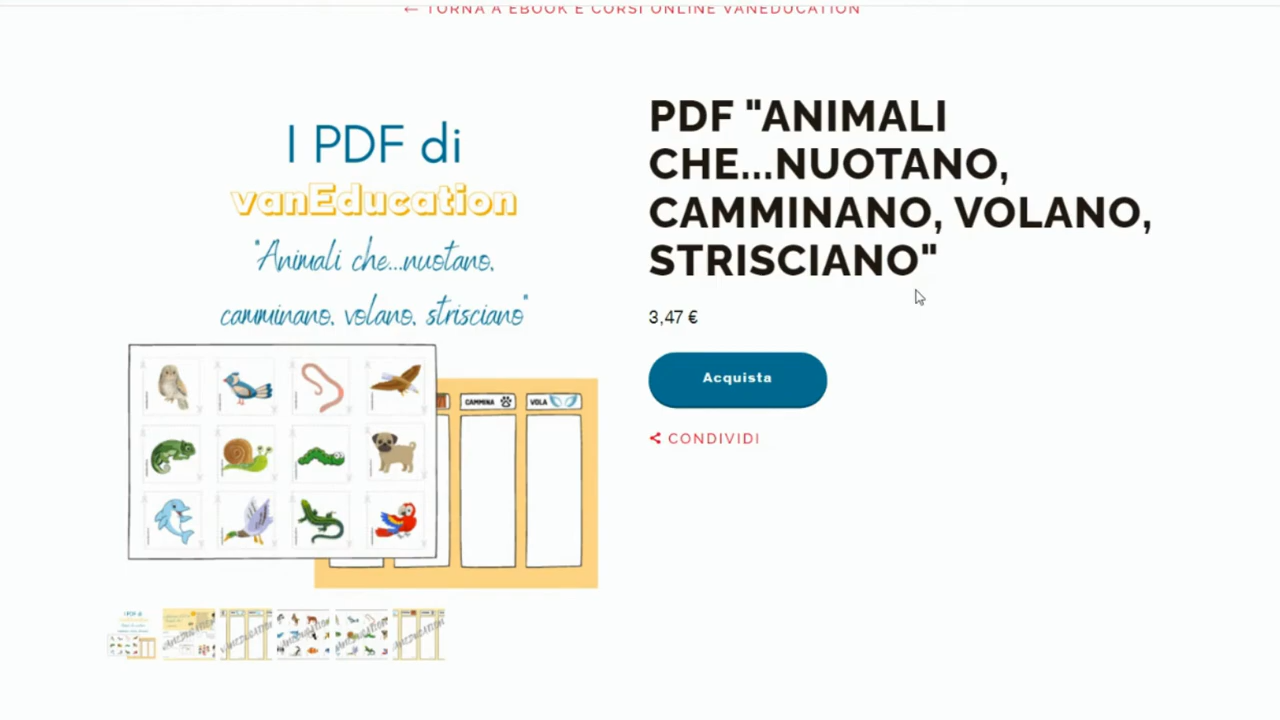 ← TORNA A EBOOK E CORSI ONLINE VANEDUCATION
I PDF di
vanEducation
"Animali che...nuotano,
camminano, volano, strisciano"
CAMMINA
VOLA
PDF "ANIMALI
CHE...NUOTANO,
CAMMINANO, VOLANO,
STRISCIANO"
3,47 €
Acquista
CONDIVIDI